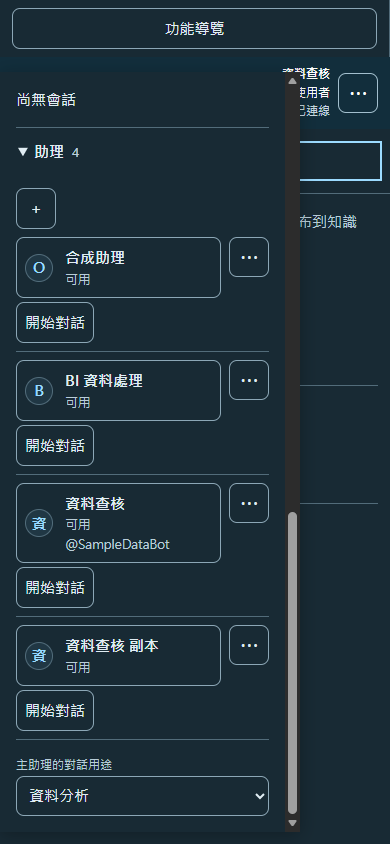 功能導覽
資料查核
使用者
已連線
···
尚無會話
▼ 助理 4
+
O 合成助理
可用
···
開始對話
B BI 資料處理
可用
···
開始對話
資 資料查核
可用
@SampleDataBot
···
開始對話
資 資料查核 副本
可用
···
開始對話
主助理的對話用途
資料分析
布到知識